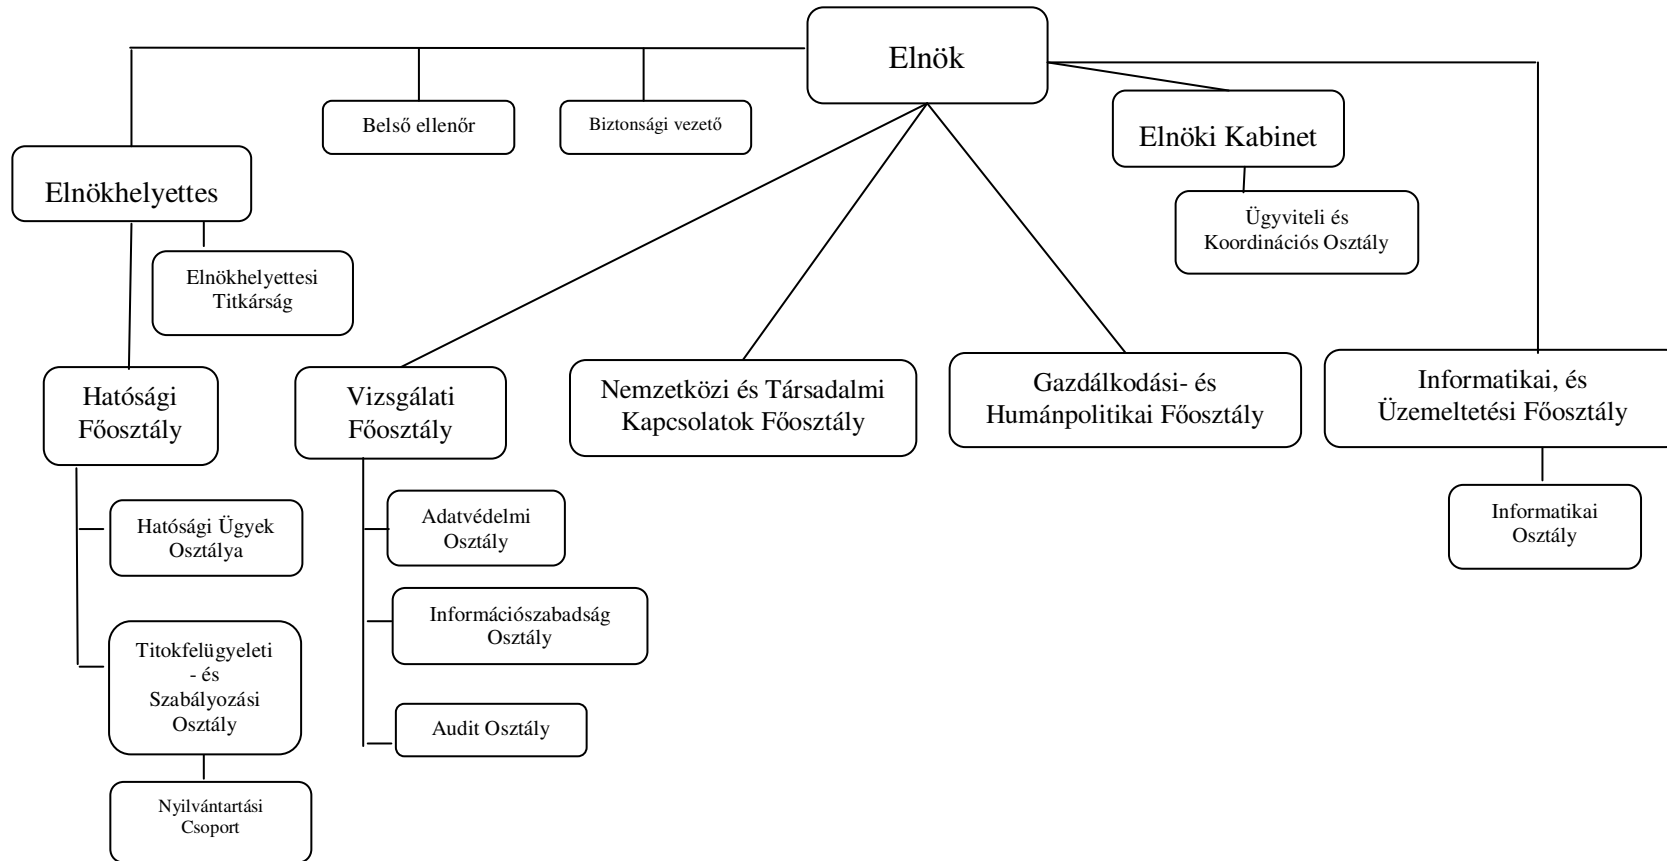 Elnök
Belső ellenőr
Biztonsági vezető
Elnöki Kabinet
Elnökhelyettes
Ügyviteli és
Koordinációs Osztály
Elnökhelyettesi
Titkárság
Hatósági
Főosztály
Vizsgálati
Főosztály
Nemzetközi és Társadalmi
Kapcsolatok Főosztály
Gazdálkodási- és
Humánpolitikai Főosztály
Informatikai, és
Üzemeltetési Főosztály
Hatósági Ügyek
Osztálya
Adatvédelmi
Osztály
Informatikai
Osztály
Információszabadság
Osztály
Titokfelügyeleti
- és
Szabályozási
Osztály
Audit Osztály
Nyilvántartási
Csoport